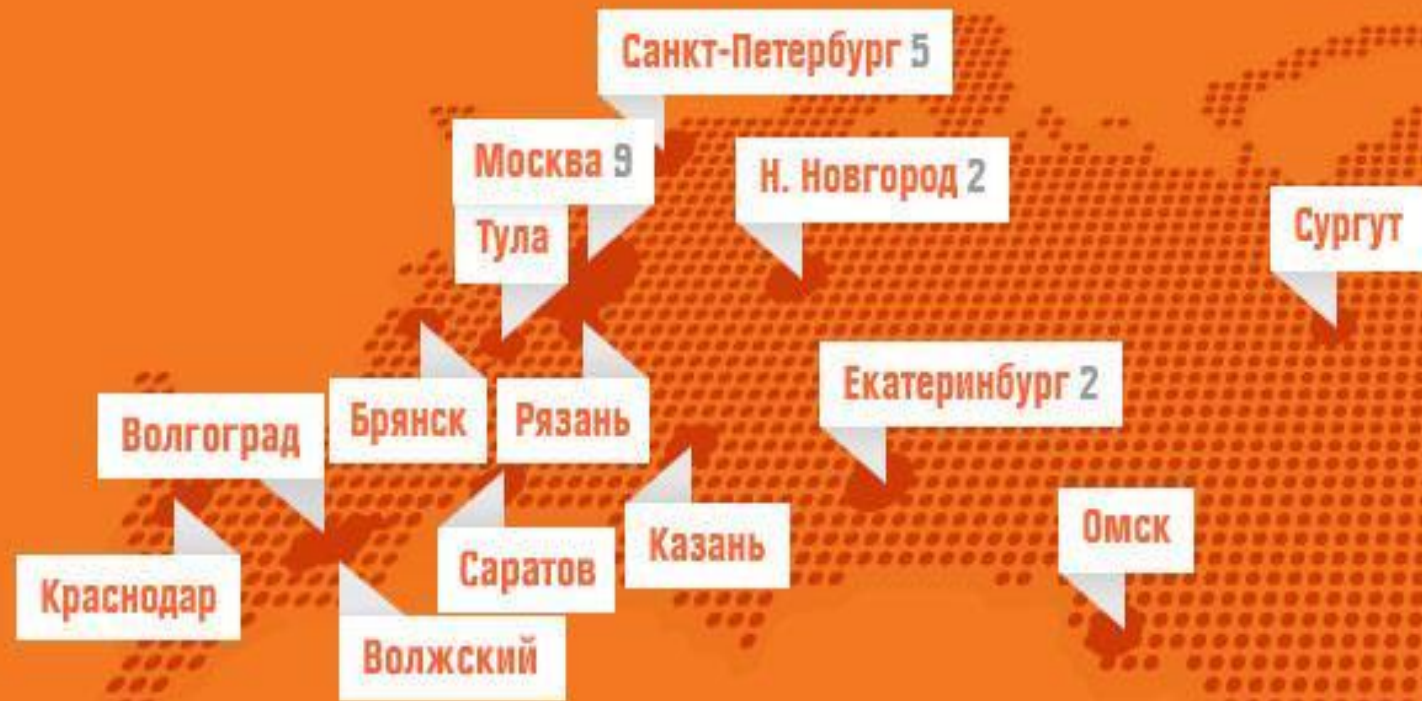 Санкт-Петербург 5
Москва 9
Н. Новгород 2
Тула
Сургут
Екатеринбург 2
Брянск
Рязань
Волгоград
Омск
Казань
Саратов
Краснодар
Волжский